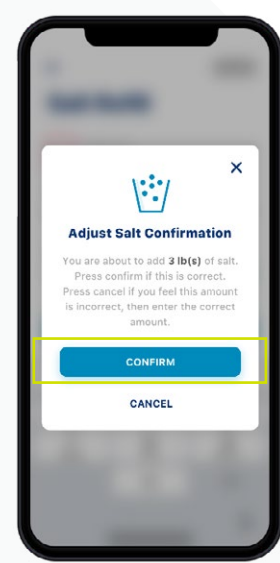 Adjust Salt Confirmation
You are about to add 3 lb(s) of salt.
Press confirm if this is correct.
Press cancel if you feel this amount
is incorrect, then enter the correct
amount.
CONFIRM
CANCEL